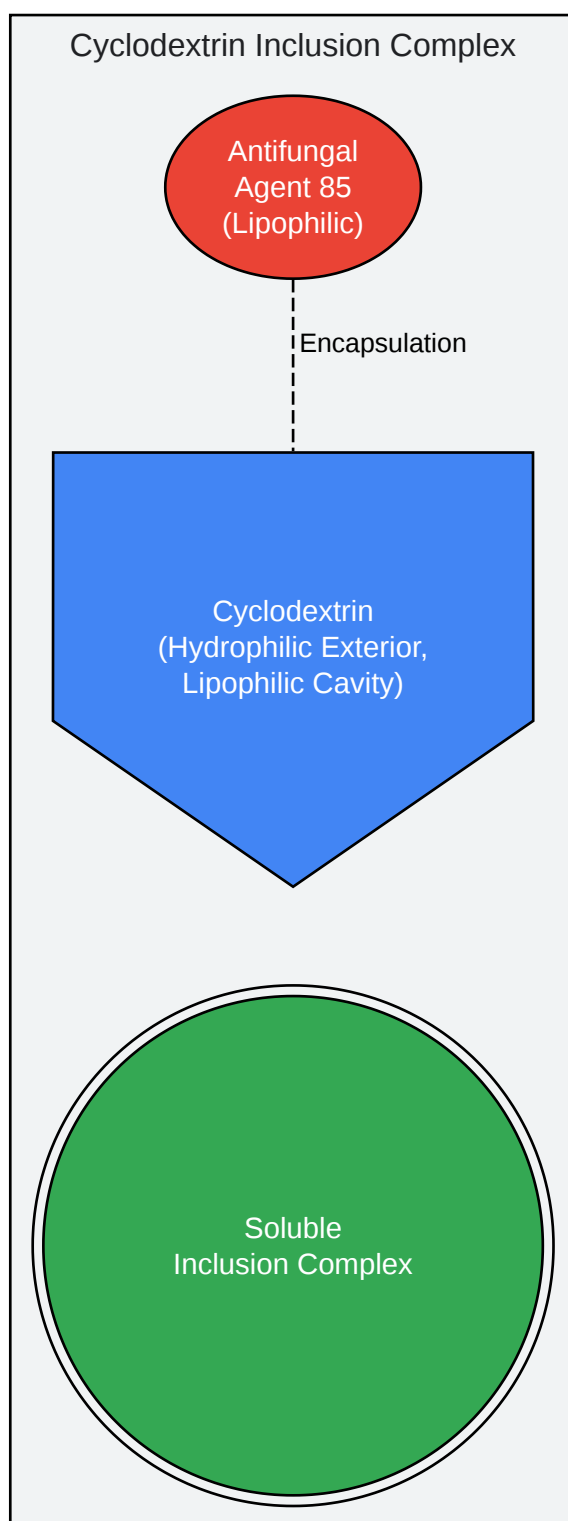 Cyclodextrin Inclusion Complex
Antifungal
Agent 85
(Lipophilic)
Encapsulation
Cyclodextrin
(Hydrophilic Exterior,
Lipophilic Cavity)
Soluble
Inclusion Complex